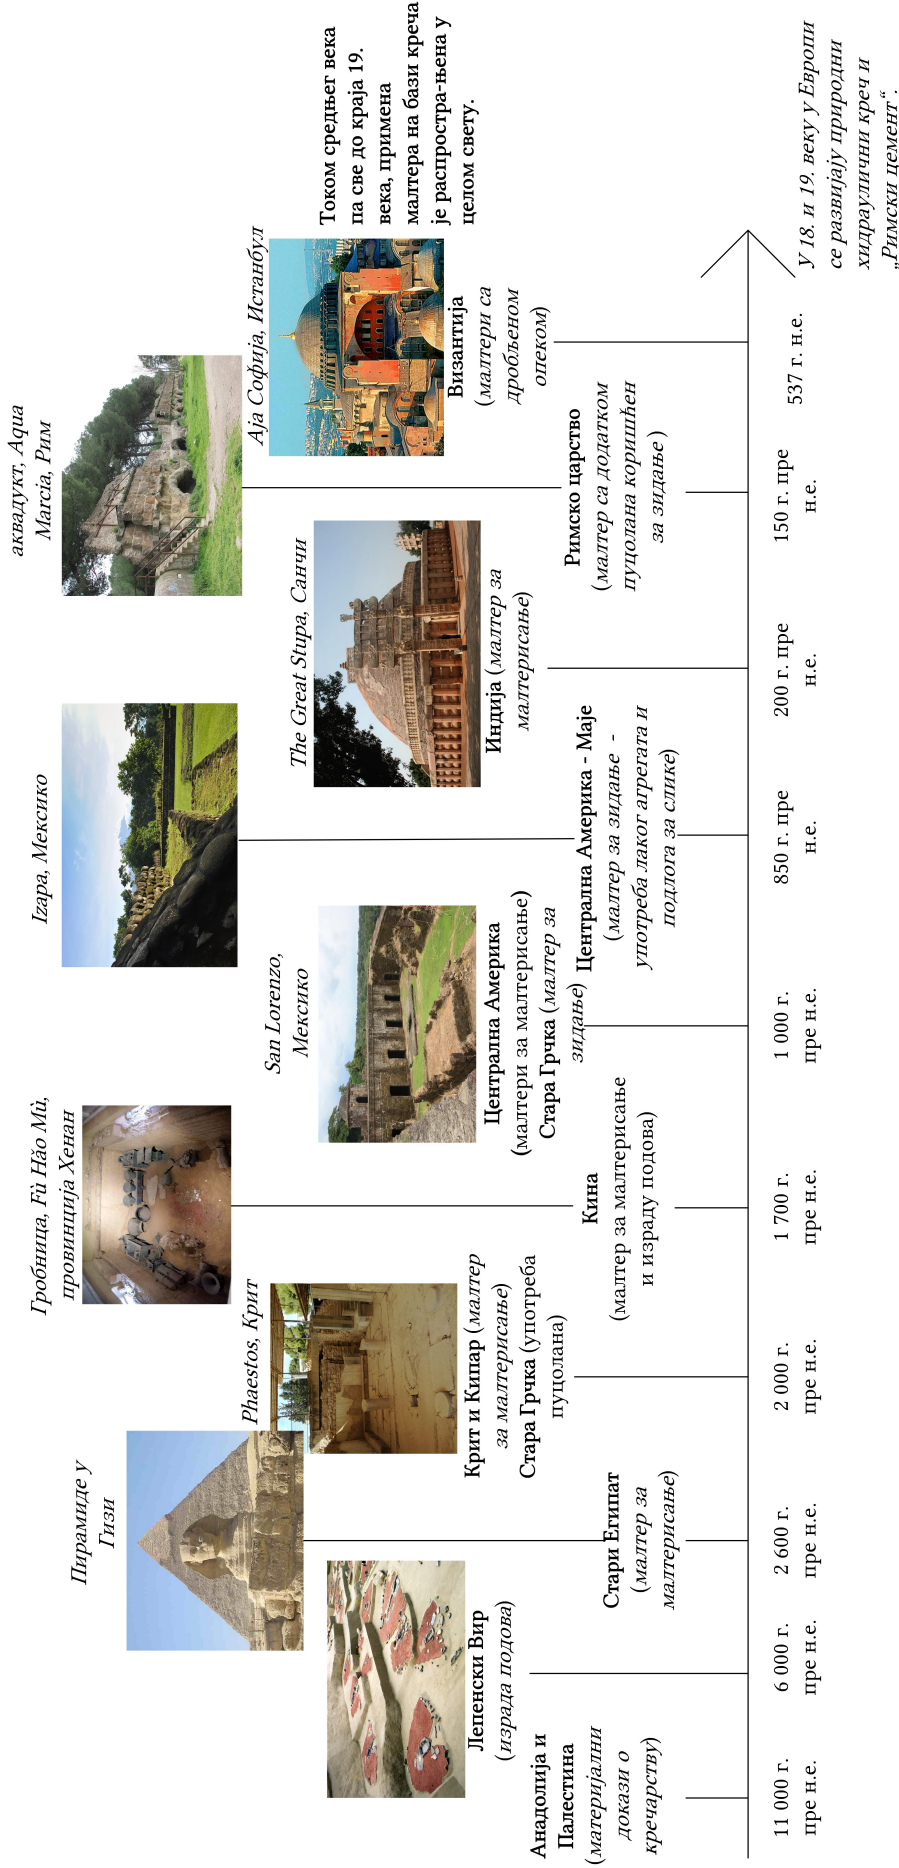 Пирамиде у
Гизи
Гробница, Fù Hǎo Mù,
провинција Хенан
Izapa, Мексико
аквадукт, Aqua
Marcia, Рим
Phaestos, Крит
San Lorenzo,
Мексико
The Great Stupa, Санчи
Аја Софија, Истанбул
Током средњег века
па све до краја 19.
века, примена
малтера на бази креча
је распростра-њена у
целом свету.
Анадолија и
Палестина
(материјални
докази о
кречарству)
Лепенски Вир
(израда подова)
Стари Египат
(малтер за
малтерисање)
Крит и Кипар (малтер
за малтерисање)
Стара Грчка (употреба
пуцолана)
Кина
(малтер за малтерисање
и израду подова)
Централна Америка
(малтери за малтерисање)
Стара Грчка (малтер за
зидање)
Централна Америка - Маје
(малтер за зидање -
употреба лаког агрегата и
подлога за слике)
Индија (малтер за
малтерисање)
Римско царство
(малтер са додатком
пуцолана коришћен
за зидање )
Византија
(малтери са
дробљеном
опеком)
11 000 г.
пре н.е.
6 000 г.
пре н.е.
2 600 г.
пре н.е.
2 000 г.
пре н.е.
1 700 г.
пре н.е.
1 000 г.
пре н.е.
850 г. пре
н.е.
200 г. пре
н.е.
150 г. пре
н.е.
537 г. н.е.
У 18. и 19. веку у Европи
се развијају природни
хидраулични креч и
„Римски цемент“.